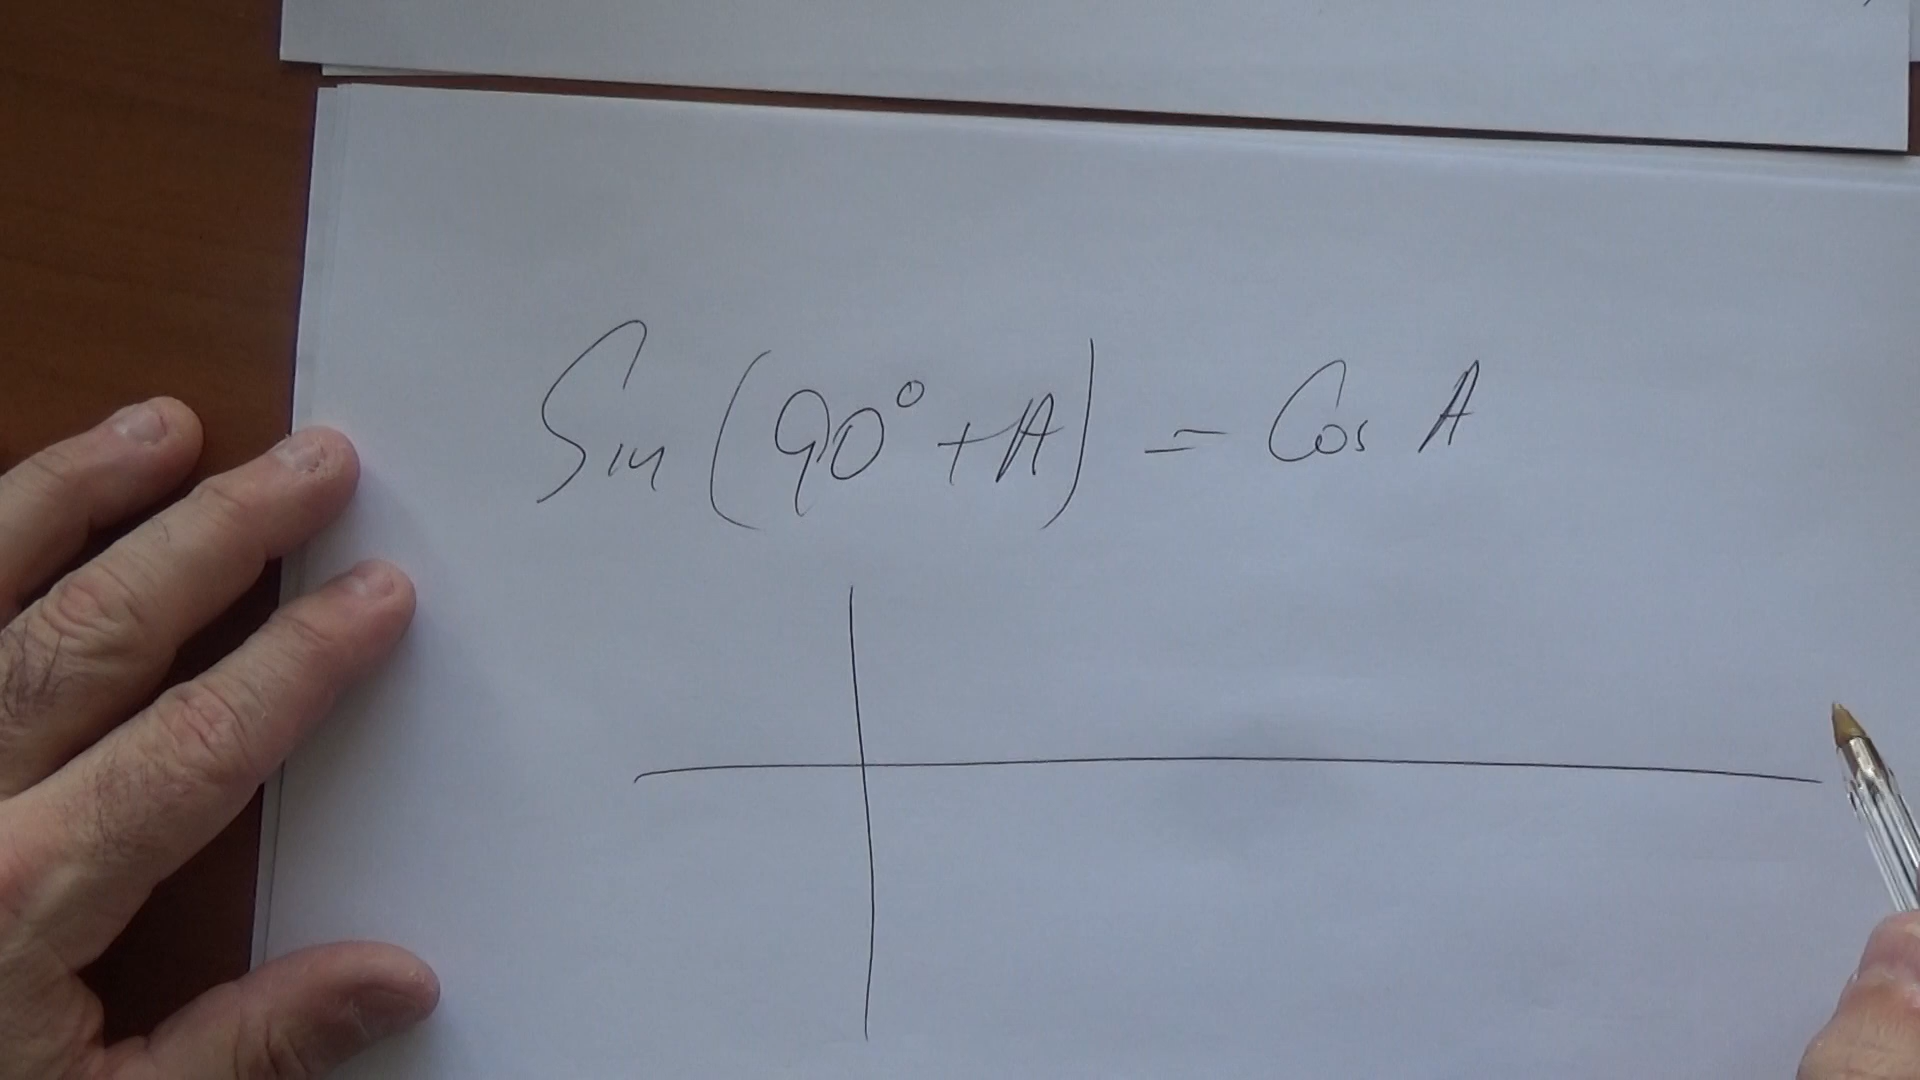 Sin (90° + A) = Cos A